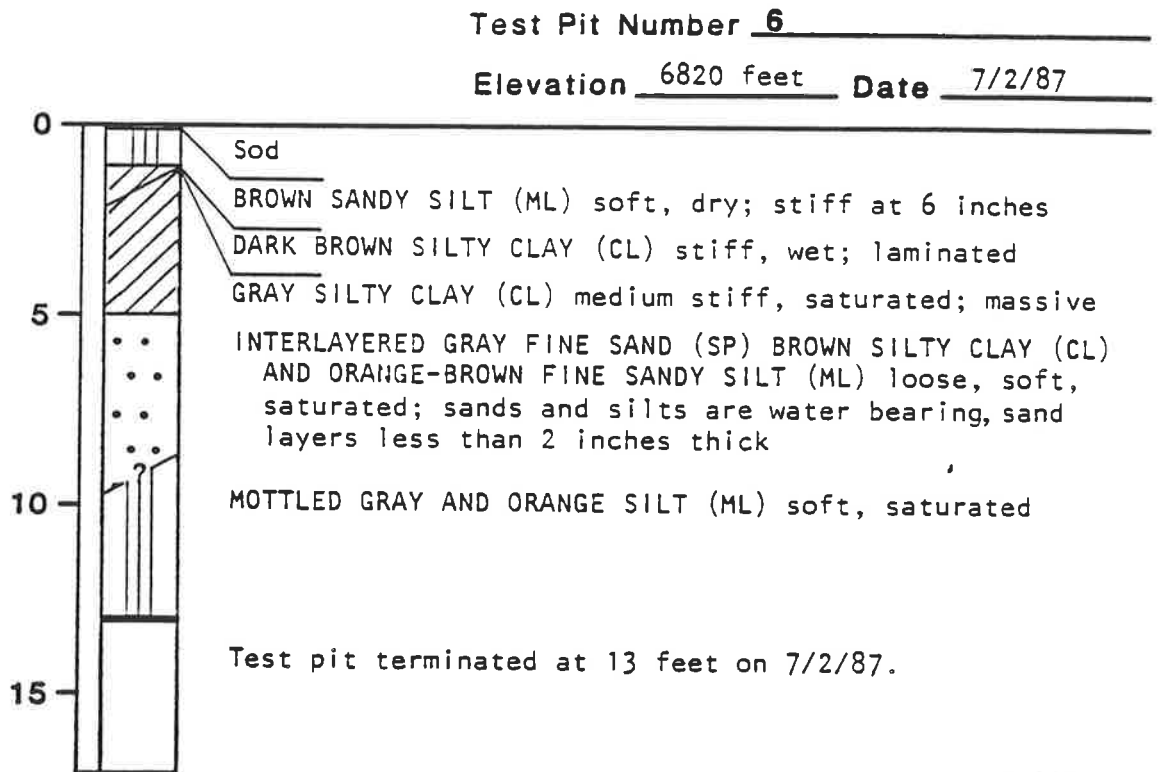 Test Pit Number 6
Elevation 6820 feet Date 7/2/87
0
Sod
BROWN SANDY SILT (ML) soft, dry; stiff at 6 inches
DARK BROWN SILTY CLAY (CL) stiff, wet; laminated
GRAY SILTY CLAY (CL) medium stiff, saturated; massive
5
INTERLAYERED GRAY FINE SAND (SP) BROWN SILTY CLAY (CL)
AND ORANGE-BROWN FINE SANDY SILT (ML) loose, soft,
saturated; sands and silts are water bearing, sand
layers less than 2 inches thick
?
10
MOTTLED GRAY AND ORANGE SILT (ML) soft, saturated
Test pit terminated at 13 feet on 7/2/87.
15